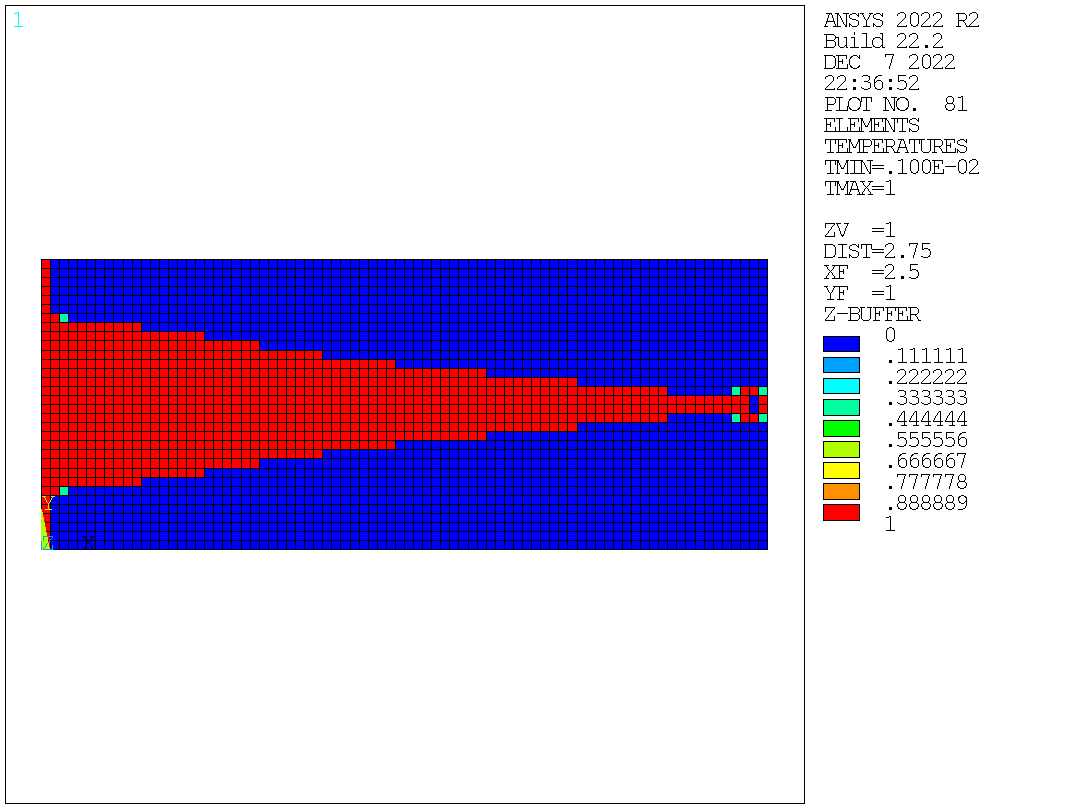 1
ANSYS 2022 R2
Build 22.2
DEC  7 2022
22:36:52
PLOT NO.  81
ELEMENTS
TEMPERATURES
TMIN=.100E-02
TMAX=1
ZV  =1
DIST=2.75
XF  =2.5
YF  =1
Z-BUFFER
0
.111111
.222222
.333333
.444444
.555556
.666667
.777778
.888889
1
Y
Z X